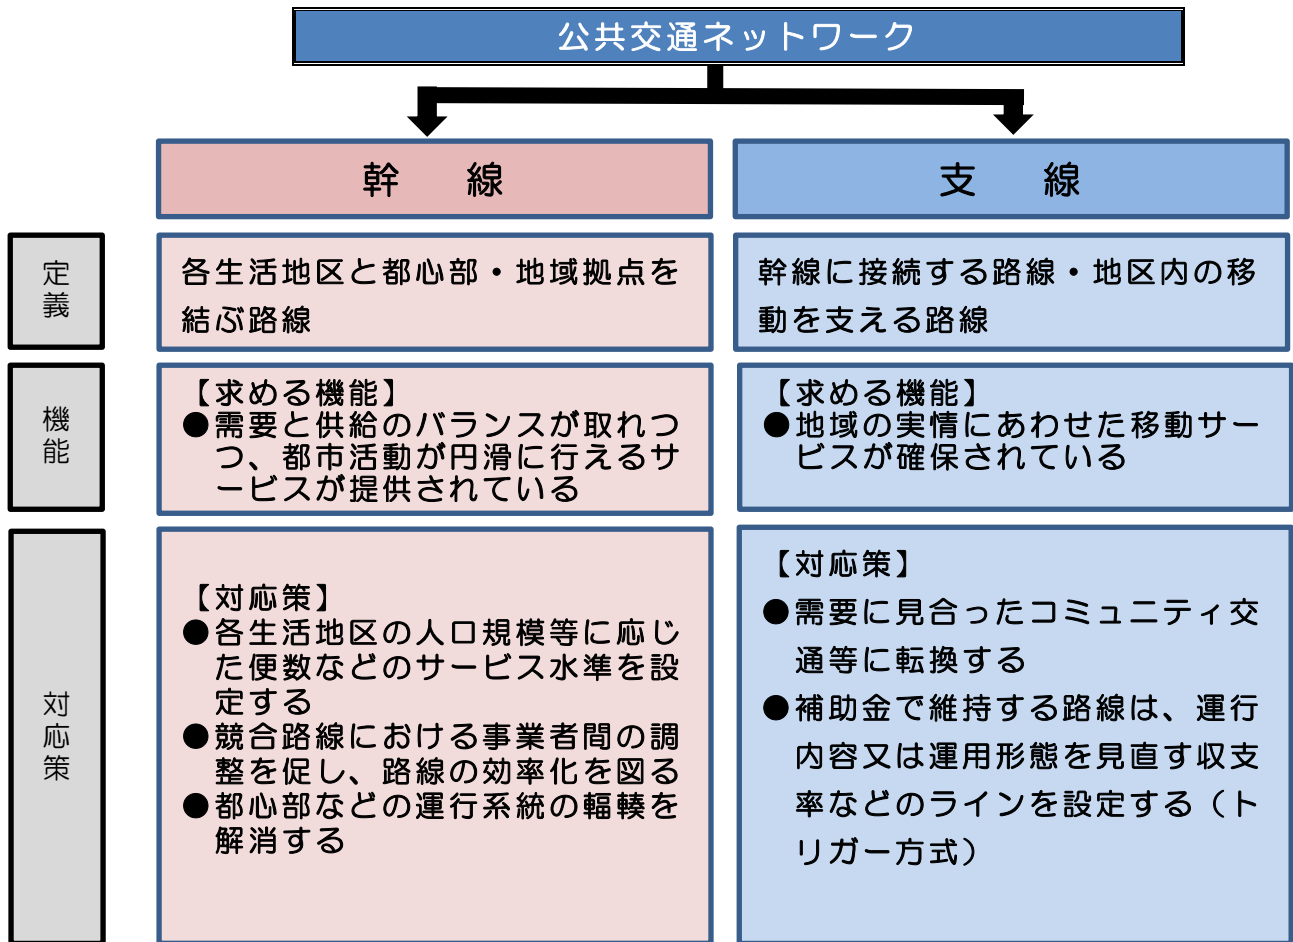 公共交通ネットワーク
幹　線
支　線
定
義
各生活地区と都心部・地域拠点を
結ぶ路線
幹線に接続する路線・地区内の移
動を支える路線
機
能
【求める機能】
●需要と供給のバランスが取れつ
つ、都市活動が円滑に行えるサ
ービスが提供されている
【求める機能】
●地域の実情にあわせた移動サー
ビスが確保されている
対
応
策
【対応策】
●各生活地区の人口規模等に応じ
た便数などのサービス水準を設
定する
●競合路線における事業者間の調
整を促し、路線の効率化を図る
●都心部などの運行系統の輻輳を
解消する
【対応策】
●需要に見合ったコミュニティ交
通等に転換する
●補助金で維持する路線は、運行
内容又は運用形態を見直す収支
率などのラインを設定する（ト
リガー方式）